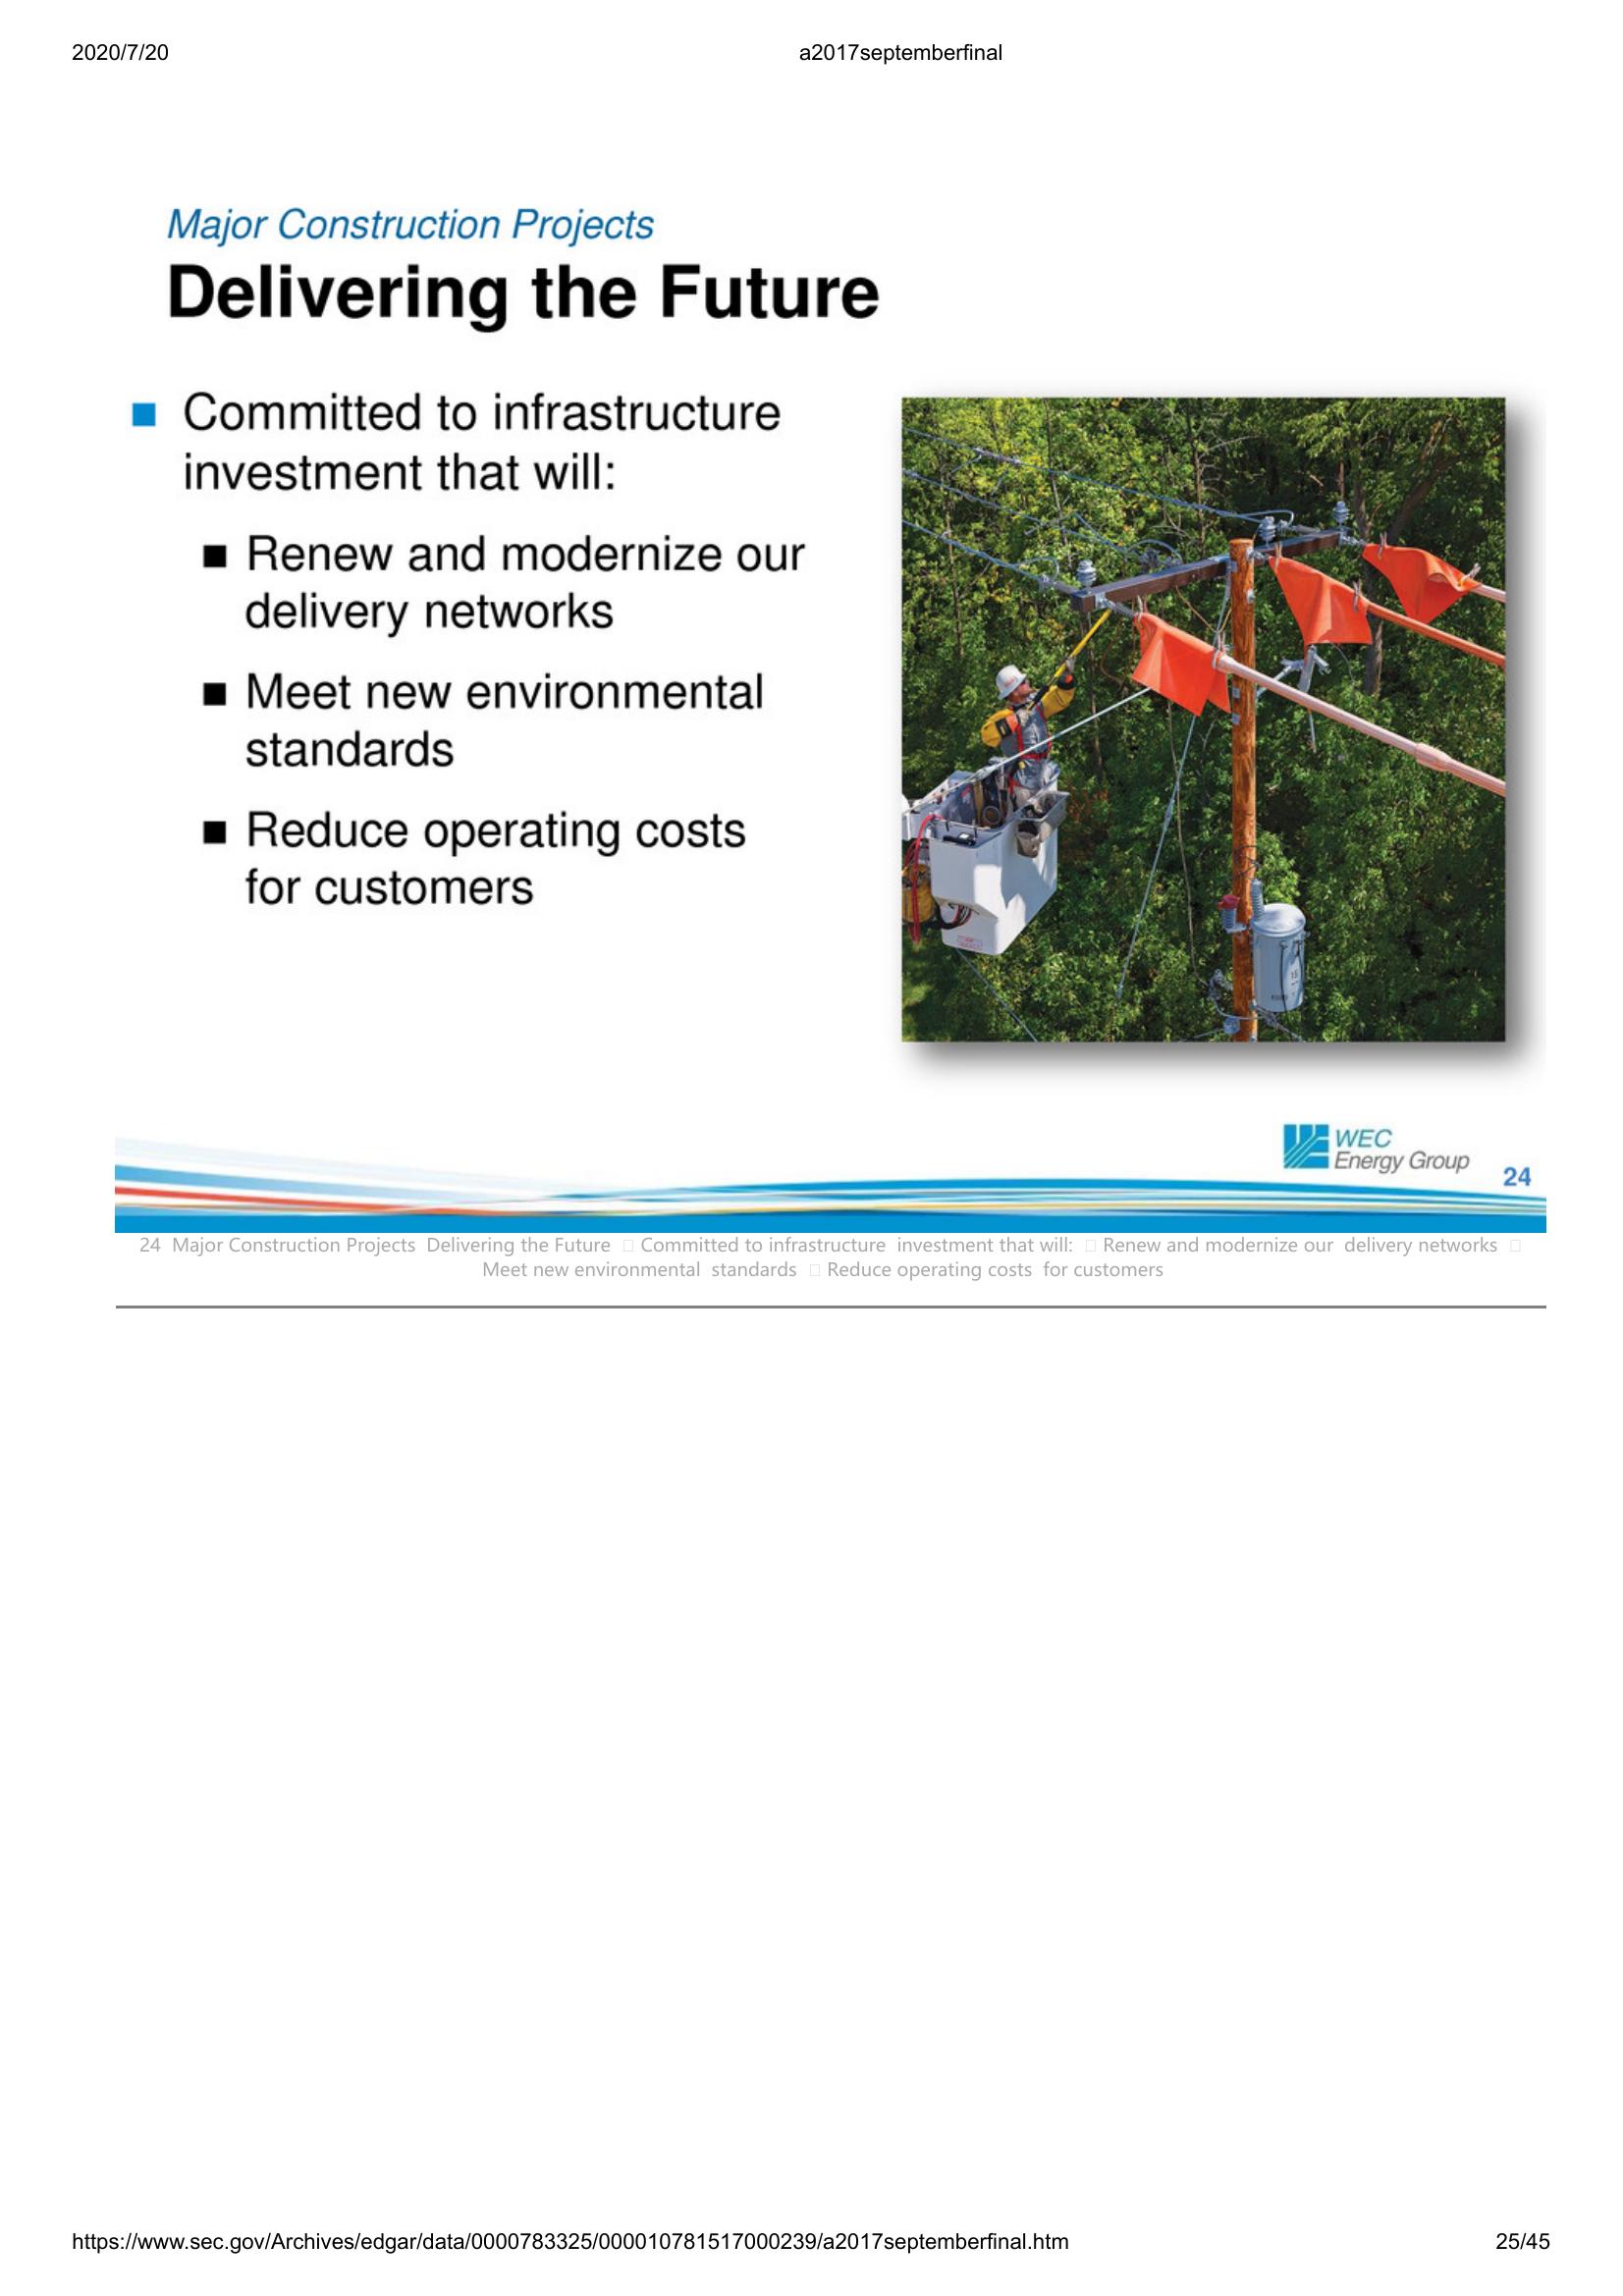 2020/7/20
a2017septemberfinal
Major Construction Projects
Delivering the Future
Committed to infrastructure
investment that will:
Renew and modernize our
delivery networks
Meet new environmental
standards
Reduce operating costs
for customers
WEC
Energy Group
24
24 Major Construction Projects Delivering the Future □ Committed to infrastructure investment that will: □ Renew and modernize our delivery networks □
Meet new environmental standards □ Reduce operating costs for customers
https://www.sec.gov/Archives/edgar/data/0000783325/000010781517000239/a2017septemberfinal.htm
25/45